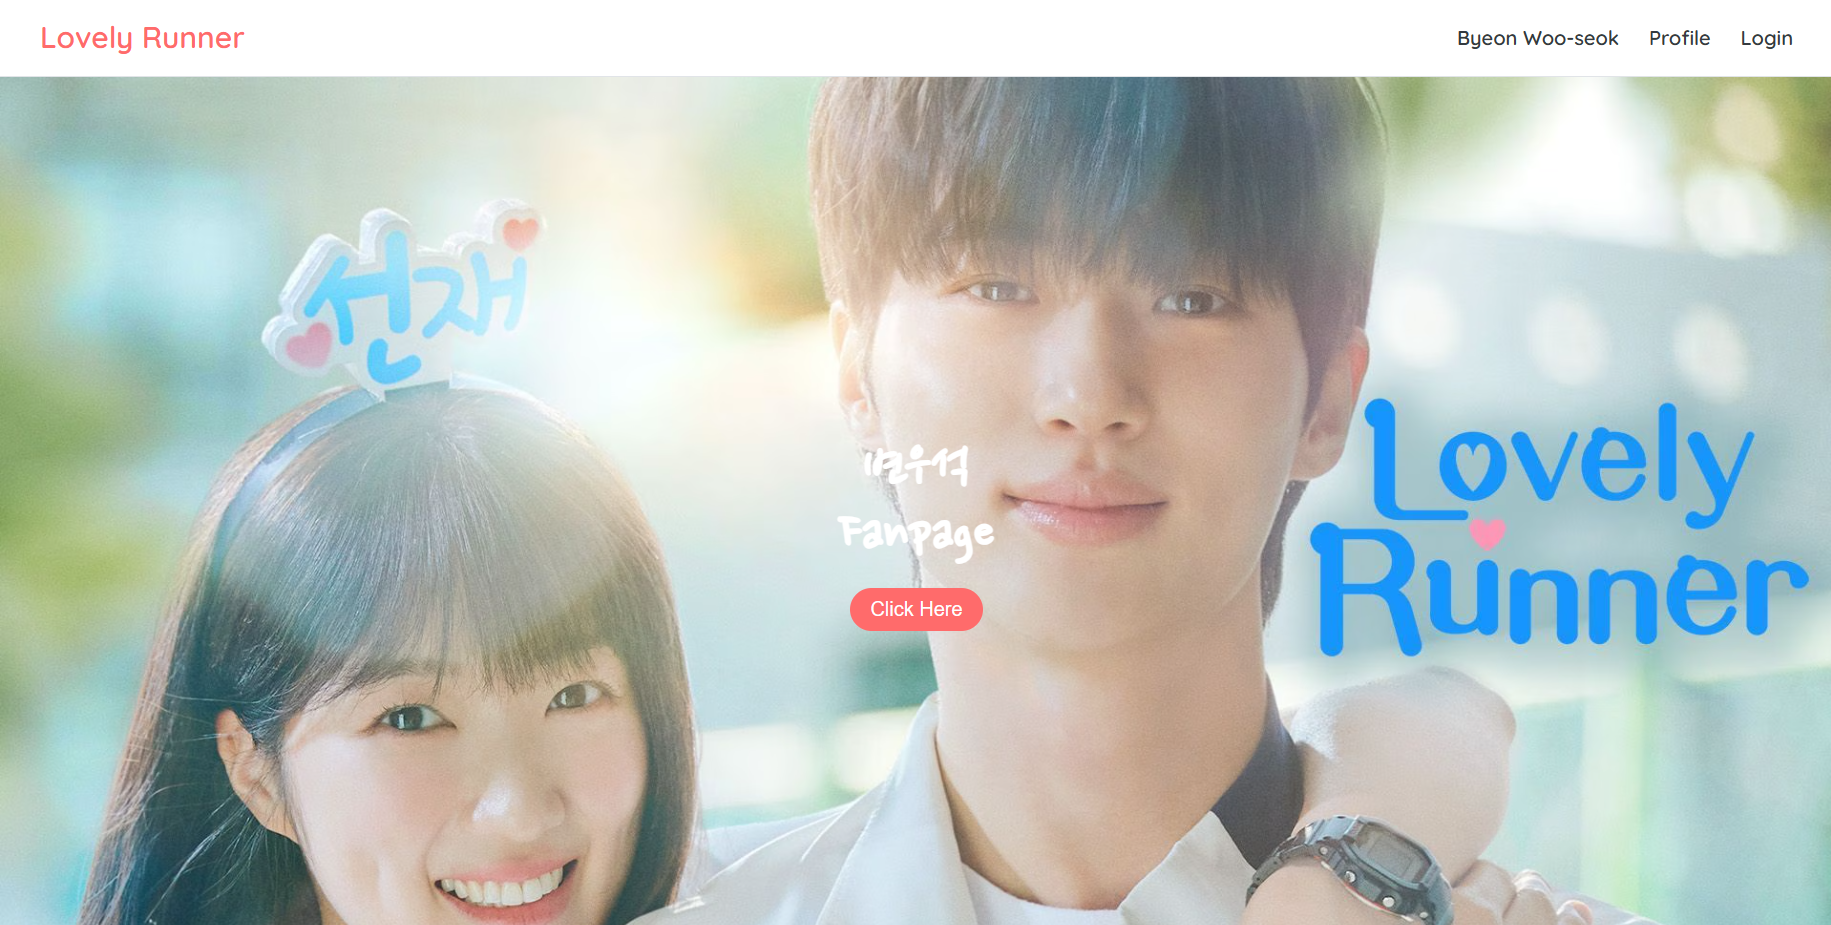 Lovely Runner
Byeon Woo-seok Profile Login
선재
변우석
Fanpage
Click Here
Lovely
Runner